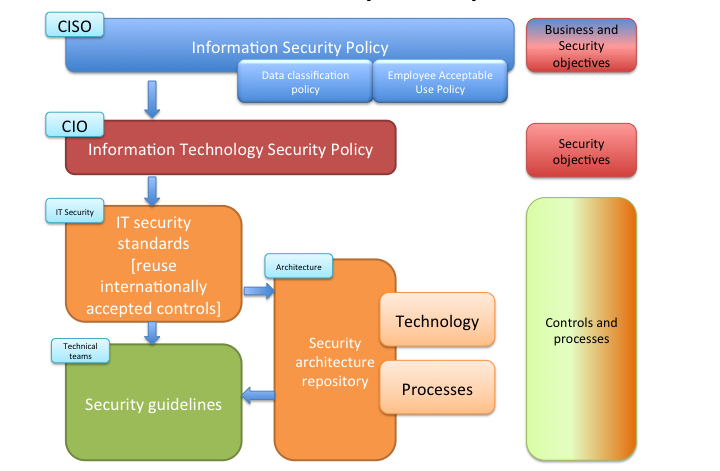 CISO
Information Security Policy
Data classification
policy
Employee Acceptable
Use Policy
Business and
Security
objectives
CIO
Information Technology Security Policy
Security
objectives
IT Security
IT security
standards
[reuse
internationally
accepted controls]
Architecture
Security
architecture
repository
Technology
Processes
Controls and
processes
Technical
teams
Security guidelines